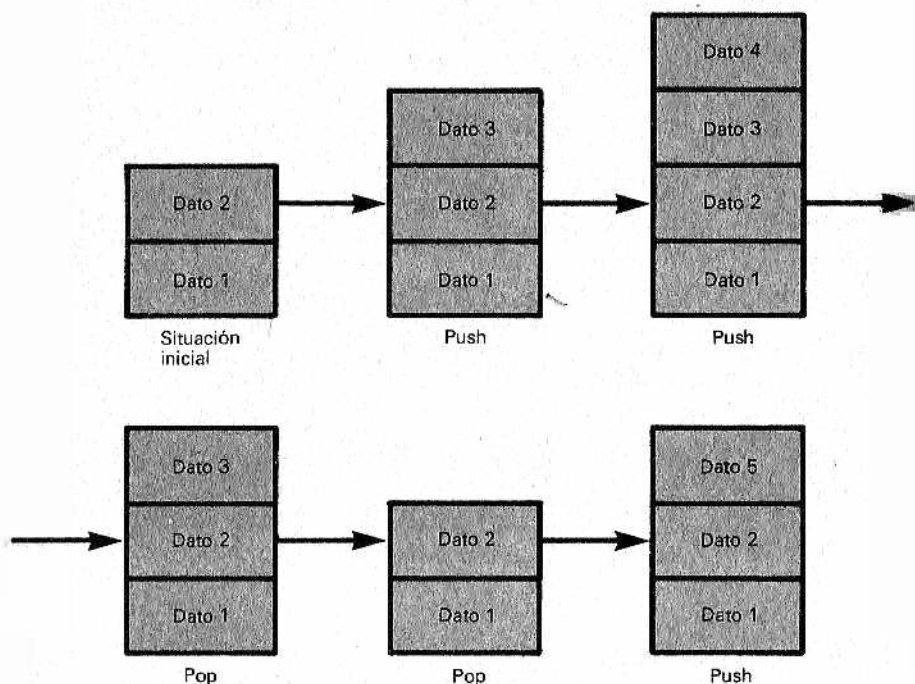 Dato 2
Dato 1
Situación
inicial
Dato 3
Dato 2
Dato 1
Push
Dato 4
Dato 3
Dato 2
Dato 1
Push
Dato 3
Dato 2
Dato 1
Pop
Dato 2
Dato 1
Pop
Dato 5
Dato 2
Dato 1
Push